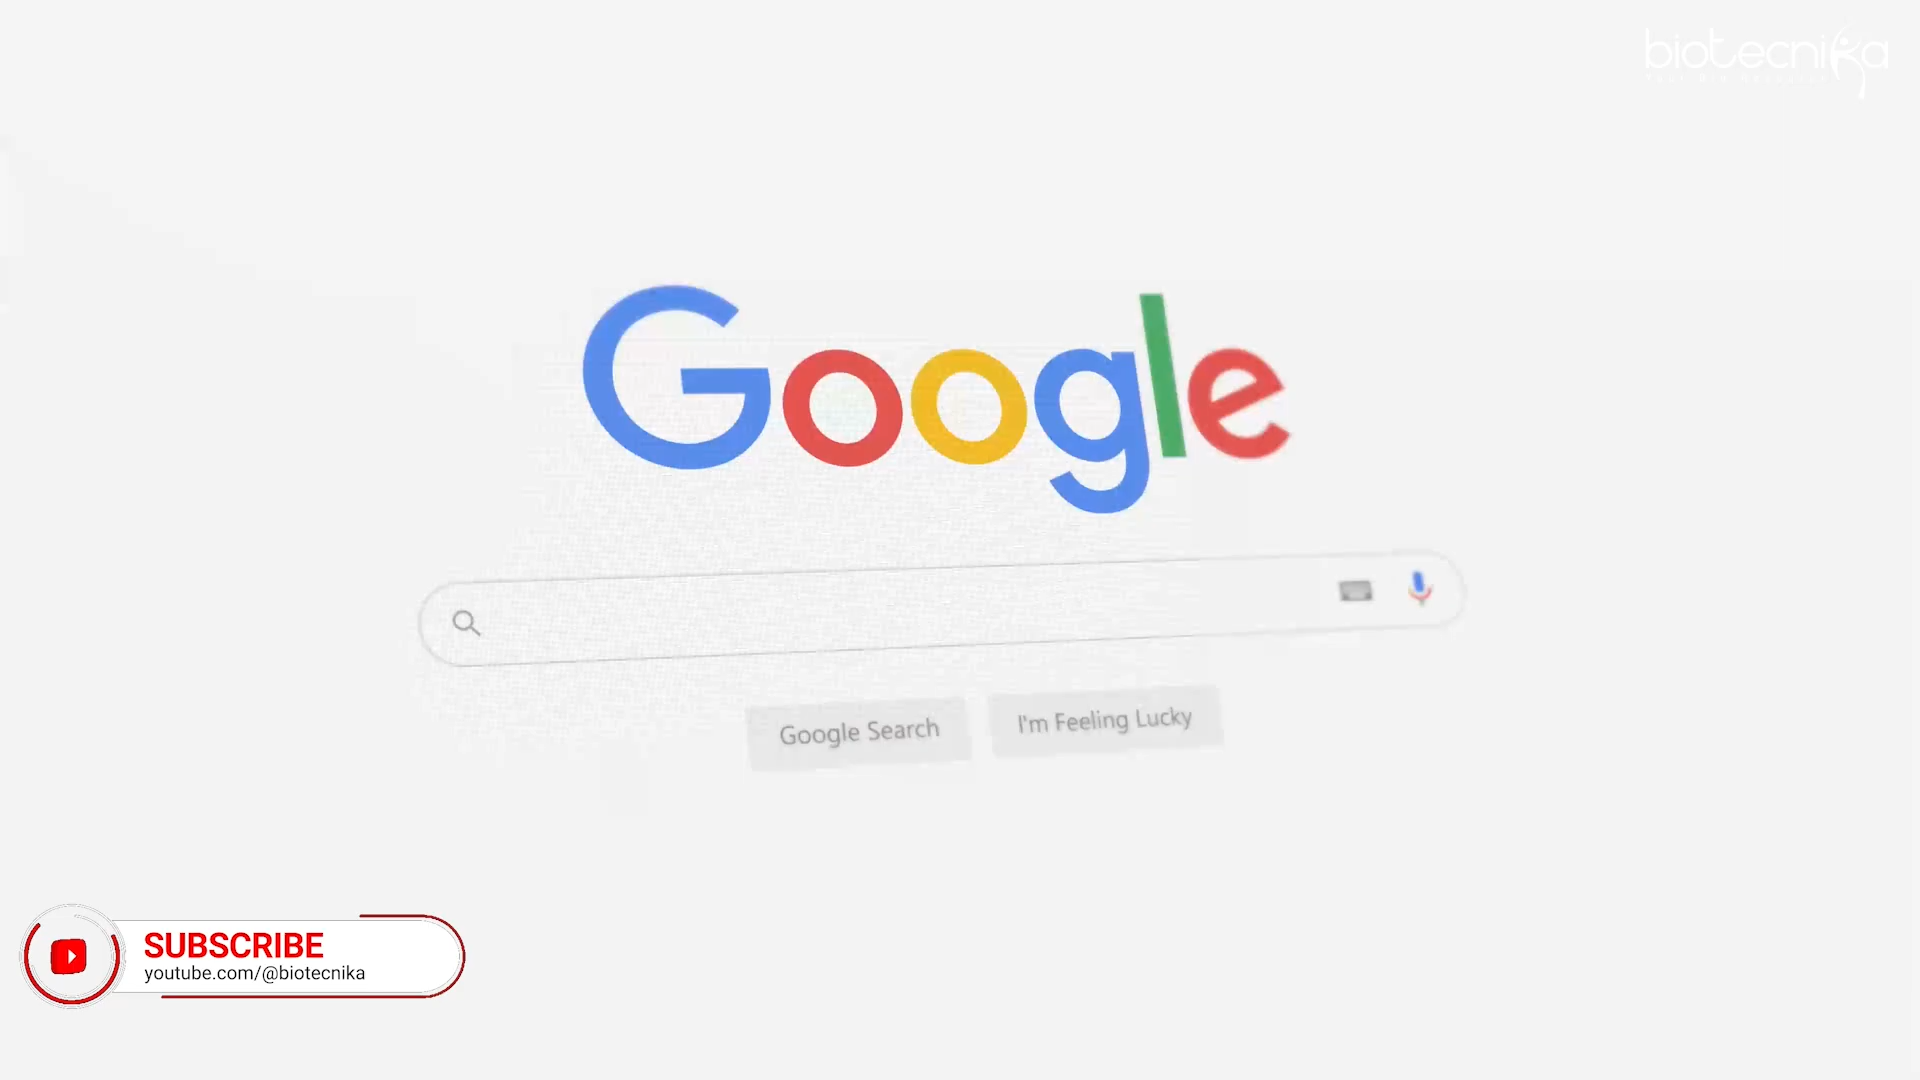 biotecnika
Google
Google Search
I'm Feeling Lucky
SUBSCRIBE
youtube.com/@biotecnika